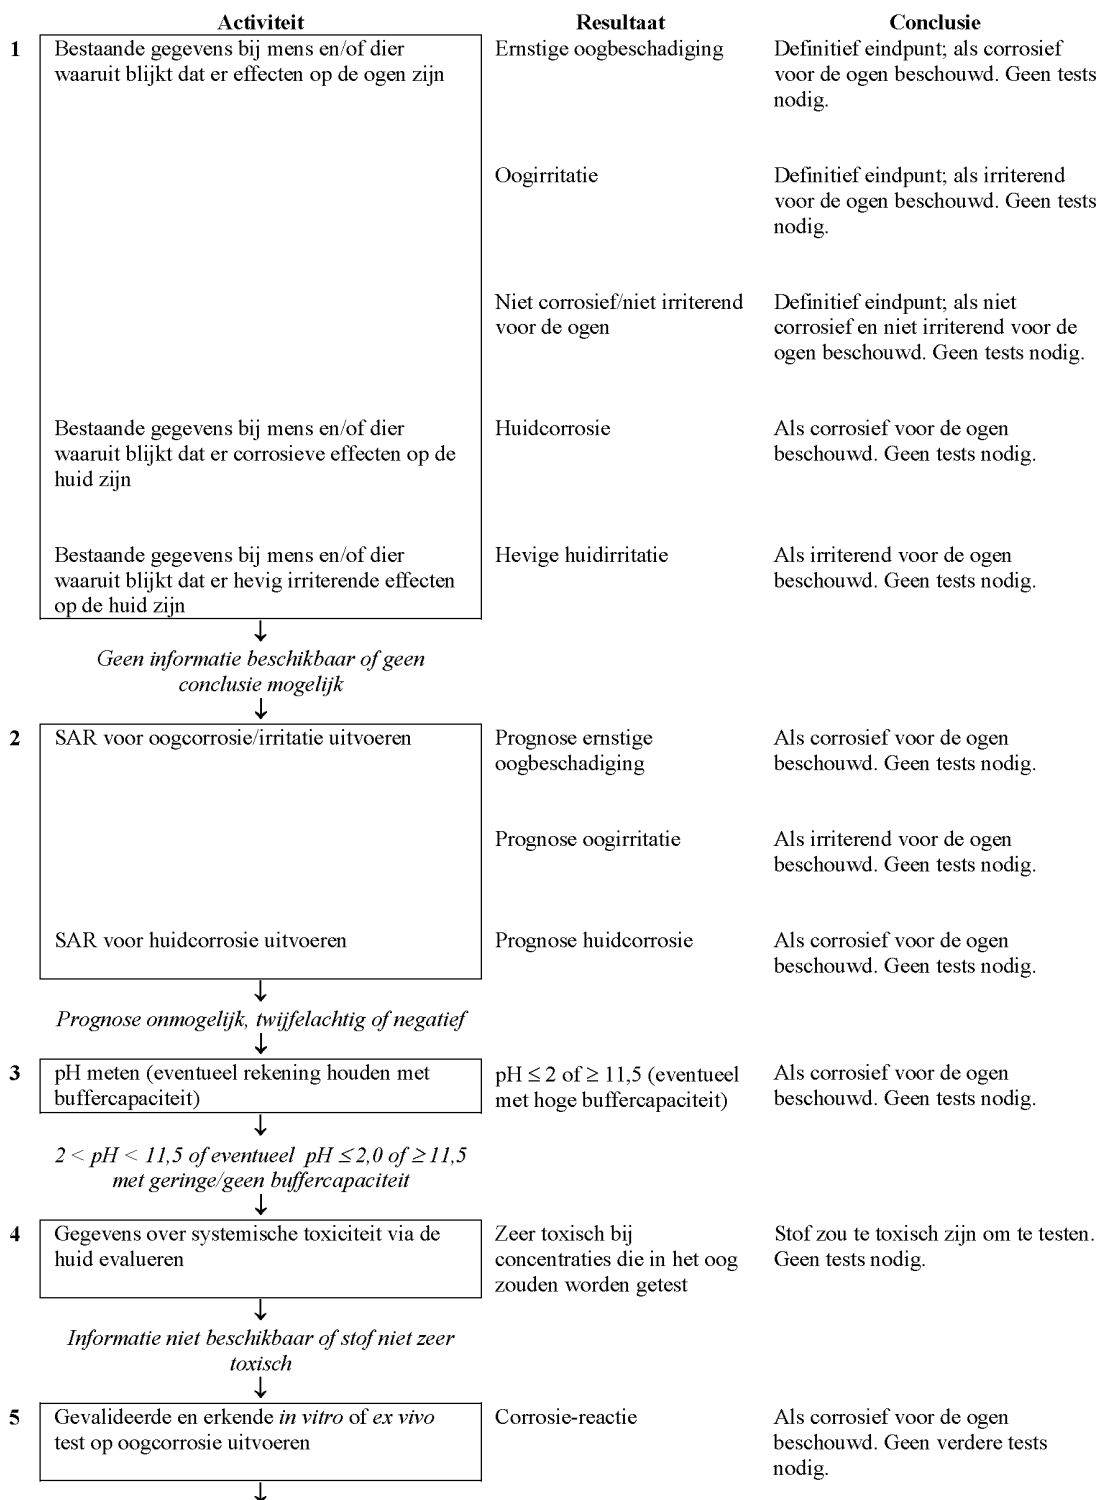 Activiteit Resultaat Conclusie
1 Bestaande gegevens bij mens en/of dier Ernstige oogbeschadiging Definitief eindpunt; als corrosief
waaruit blijkt dat er effecten op de ogen zijn voor de ogen beschouwd. Geen tests
nodig.
Oogirritatie Definitief eindpunt; als irriterend
voor de ogen beschouwd. Geen tests
nodig.
Niet corrosief/niet irriterend Definitief eindpunt; als niet
voor de ogen corrosief en niet irriterend voor de
ogen beschouwd. Geen tests nodig.
Bestaande gegevens bij mens en/of dier Huidcorrosie Als corrosief voor de ogen
waaruit blijkt dat er corrosieve effecten op de beschouwd. Geen tests nodig.
huid zijn
Bestaande gegevens bij mens en/of dier Hevige huidirritatie Als irriterend voor de ogen
waaruit blijkt dat er hevig irriterende effecten beschouwd. Geen tests nodig.
op de huid zijn
Geen informatie beschikbaar of geen
conclusie mogelijk
2 SAR voor oogcorrosie/irritatie uitvoeren Prognose ernstige Als corrosief voor de ogen
oogbeschadiging beschouwd. Geen tests nodig.
Prognose oogirritatie Als irriterend voor de ogen
beschouwd. Geen tests nodig.
SAR voor huidcorrosie uitvoeren Prognose huidcorrosie Als corrosief voor de ogen
beschouwd. Geen tests nodig.
Prognose onmogelijk, twijfelachtig of negatief
3 pH meten (eventueel rekening houden met pH ≤ 2 of ≥ 11,5 (eventueel Als corrosief voor de ogen
buffercapaciteit) met hoge buffercapaciteit) beschouwd. Geen tests nodig.
2 < pH < 11,5 of eventueel pH ≤ 2,0 of ≥ 11,5
met geringe/geen buffercapaciteit
4 Gegevens over systemische toxiciteit via de Zeer toxisch bij Stof zou te toxisch zijn om te testen.
huid evalueren concentraties die in het oog Geen tests nodig.
zouden worden getest
Informatie niet beschikbaar of stof niet zeer
toxisch
5 Gevalideerde en erkende in vitro of ex vivo Corrosie-reactie Als corrosief voor de ogen
test op oogcorrosie uitvoeren beschouwd. Geen verdere tests
nodig.